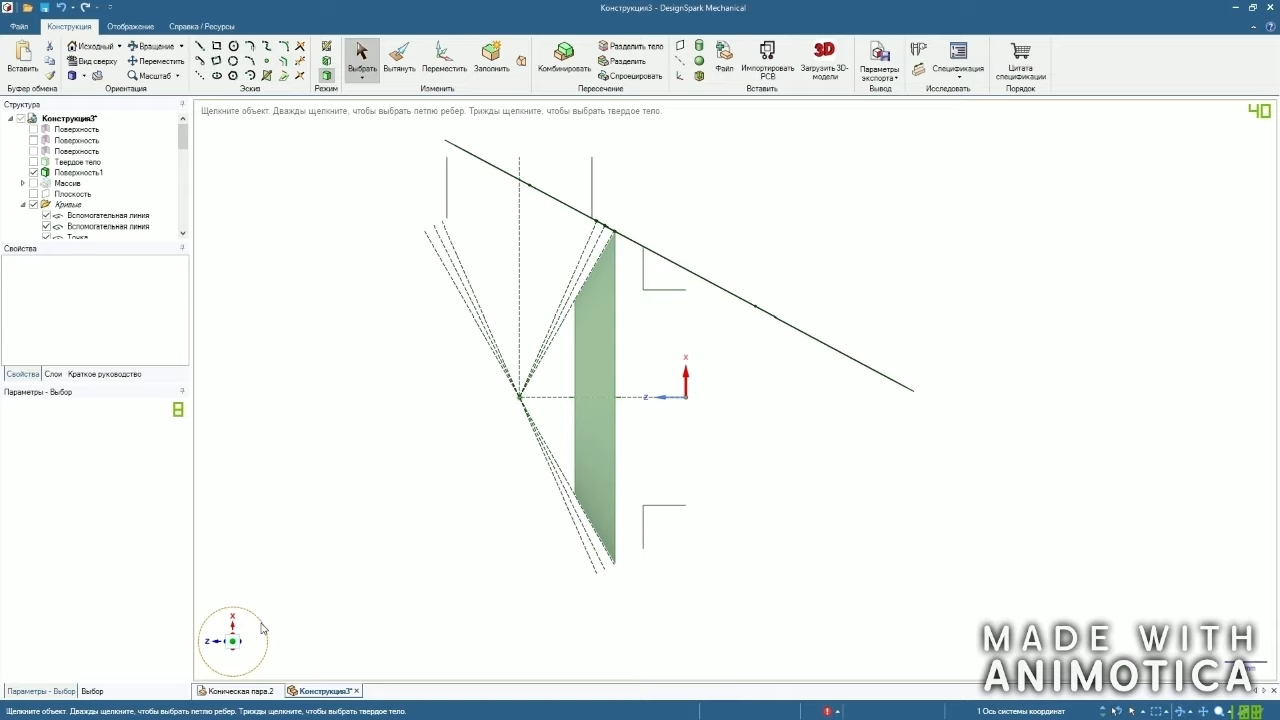 Конструкция3 - DesignSpark Mechanical
Файл Конструкция Отображение Справка / Ресурсы
Вставить
Буфер обмена
Исходный Вращение
Вид сверху Переместить
Масштаб
Ориентация
Эскиз
Режим
Выбрать Вытянуть Переместить Заполнить
Изменить
Комбинировать
Разделить тело
Разделить
Спроецировать
Пересечение
Файл Импортировать PCB
3D
Загрузить 3D-модели
Вставить
Параметры экспорта
Вывод
Спецификация
Исследовать
Цитата спецификации
Порядок
Структура
Конструкция3*
Поверхность
Поверхность
Поверхность
Твердое тело
Поверхность1
Массив
Плоскость
Кривые
Вспомогательная линия
Вспомогательная линия
Точка
Свойства
Свойства Слои Краткое руководство
Параметры - Выбор
8
Щелкните объект. Дважды щелкните, чтобы выбрать петлю ребер. Трижды щелкните, чтобы выбрать твердое тело.
40
X
Z
X
Z
MADE WITH
ANIMOTICA
Параметры - Выбор Выбор
Коническая пара.2 Конструкция3*
Щелкните объект. Дважды щелкните, чтобы выбрать петлю ребер. Трижды щелкните, чтобы выбрать твердое тело.
1 Ось системы координат